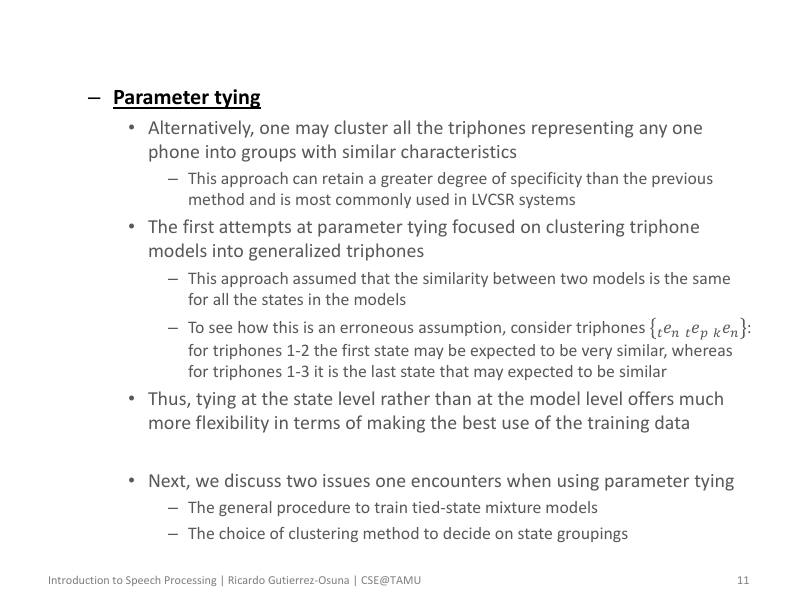 – Parameter tying
• Alternatively, one may cluster all the triphones representing any one
phone into groups with similar characteristics
– This approach can retain a greater degree of specificity than the previous
method and is most commonly used in LVCSR systems
• The first attempts at parameter tying focused on clustering triphone
models into generalized triphones
– This approach assumed that the similarity between two models is the same
for all the states in the models
– To see how this is an erroneous assumption, consider triphones {ₜeₙ ₜeₚ ₖeₙ}:
for triphones 1-2 the first state may be expected to be very similar, whereas
for triphones 1-3 it is the last state that may expected to be similar
• Thus, tying at the state level rather than at the model level offers much
more flexibility in terms of making the best use of the training data
• Next, we discuss two issues one encounters when using parameter tying
– The general procedure to train tied-state mixture models
– The choice of clustering method to decide on state groupings
Introduction to Speech Processing | Ricardo Gutierrez-Osuna | CSE@TAMU
11